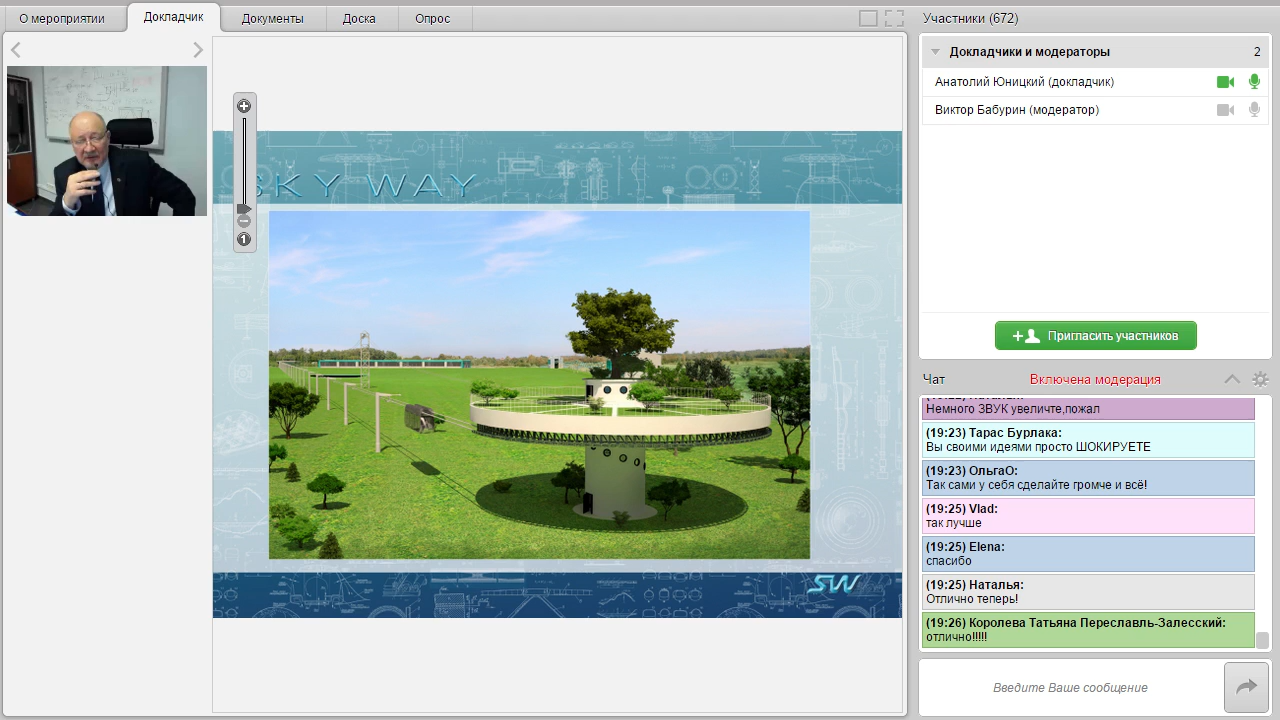 О мероприятии
Докладчик
Документы
Доска
Опрос
SKY WAY
1
SW
Участники (672)
Докладчики и модераторы 2
Анатолий Юницкий (докладчик)
Виктор Бабурин (модератор)
Пригласить участников
Чат
Включена модерация
Немного ЗВУК увеличте,пожал
(19:23) Тарас Бурлака:
Вы своими идеями просто ШОКИРУЕТЕ
(19:23) ОльгаО:
Так сами у себя сделайте громче и всё!
(19:25) Vlad:
так лучше
(19:25) Elena:
спасибо
(19:25) Наталья:
Отлично теперь!
(19:26) Королева Татьяна Переславль-Залесский:
отлично!!!!!
Введите Ваше сообщение